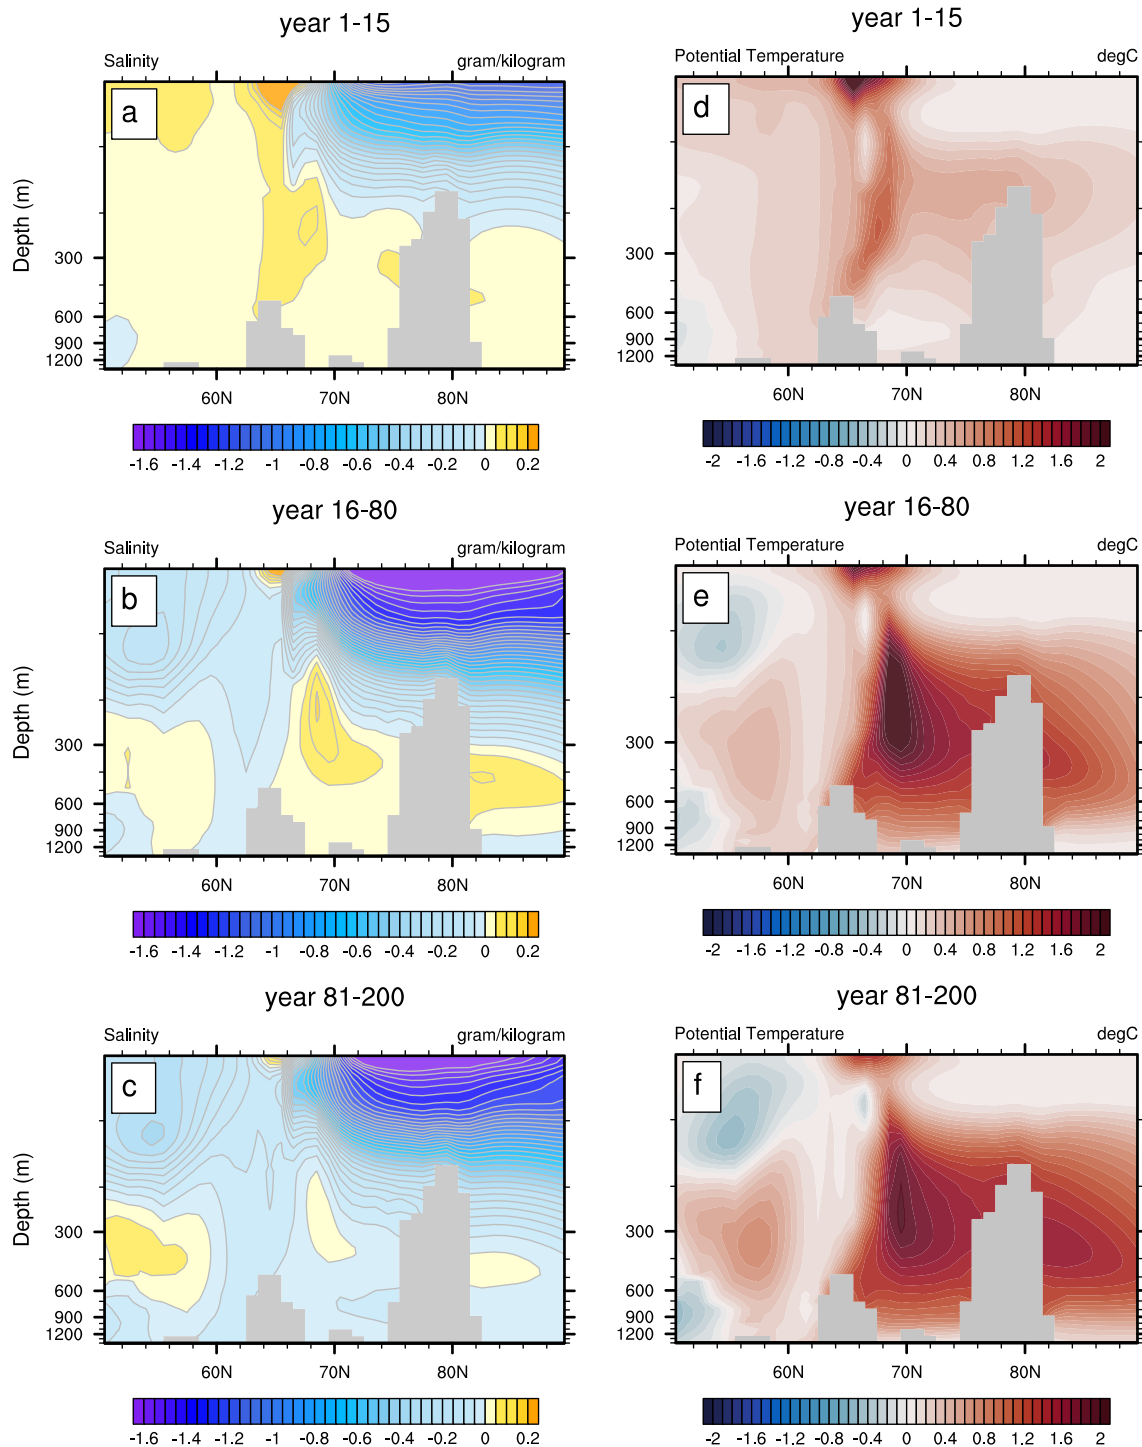 year 1-15
year 1-15
Salinity gram/kilogram
Potential Temperature degC
a
d
Depth (m)
300
600
900
1200
300
600
900
1200
60N 70N 80N
60N 70N 80N
-1.6 -1.2 -1 -0.8 -0.6 -0.4 -0.2 0 0.2
-2 -1.6 -1.2 -0.8 -0.4 0 0.4 0.8 1.2 1.6 2
year 16-80
year 16-80
Salinity gram/kilogram
Potential Temperature degC
b
e
Depth (m)
300
600
900
1200
300
600
900
1200
60N 70N 80N
60N 70N 80N
-1.6 -1.4 -1.2 -1 -0.8 -0.6 -0.4 -0.2 0 0.2
-2 -1.6 -1.2 -0.8 -0.4 0 0.4 0.8 1.2 1.6 2
year 81-200
year 81-200
Salinity gram/kilogram
Potential Temperature degC
c
f
Depth (m)
300
600
900
1200
300
600
900
1200
60N 70N 80N
60N 70N 80N
-1.6 -1.4 -1.2 -1 -0.8 -0.6 -0.4 -0.2 0 0.2
-2 -1.6 -1.2 -0.8 -0.4 0 0.4 0.8 1.2 1.6 2